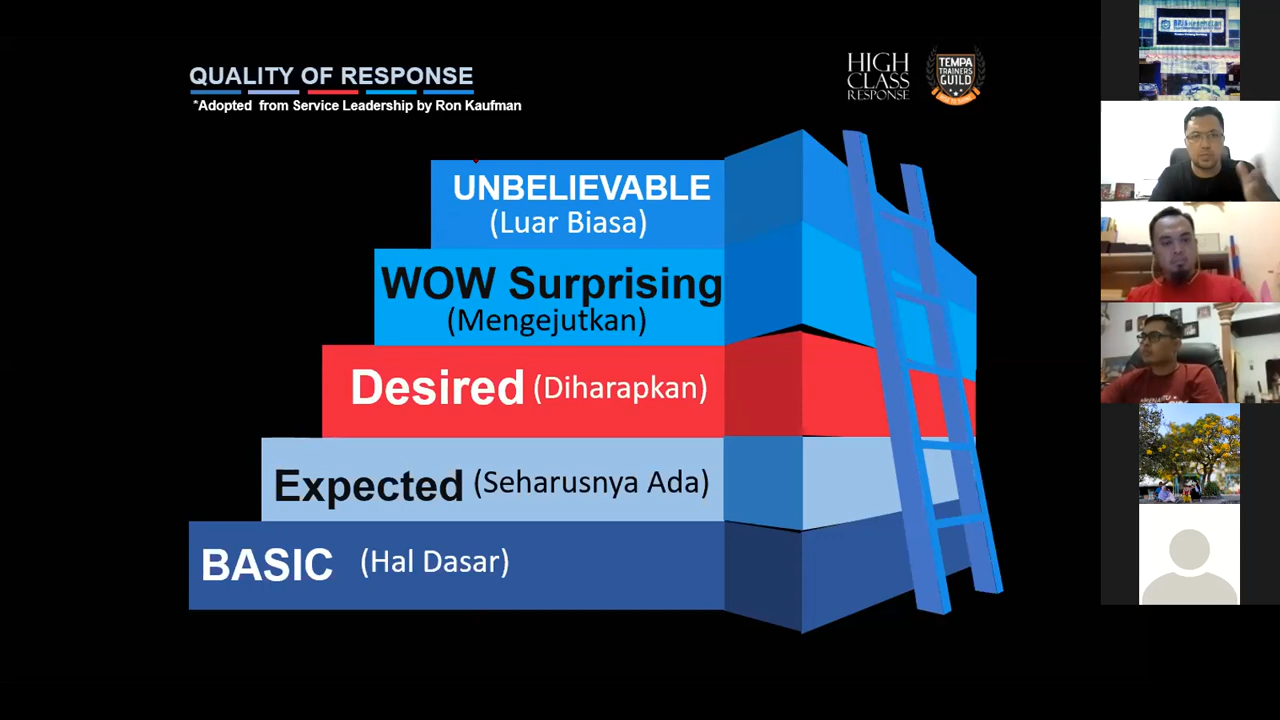 QUALITY OF RESPONSE
*Adopted from Service Leadership by Ron Kaufman
HIGH
CLASS
RESPONSE
TEMPA
TRAINERS
GUILD
UNBELIEVABLE
(Luar Biasa)
WOW Surprising
(Mengejutkan)
Desired (Diharapkan)
Expected (Seharusnya Ada)
BASIC (Hal Dasar)